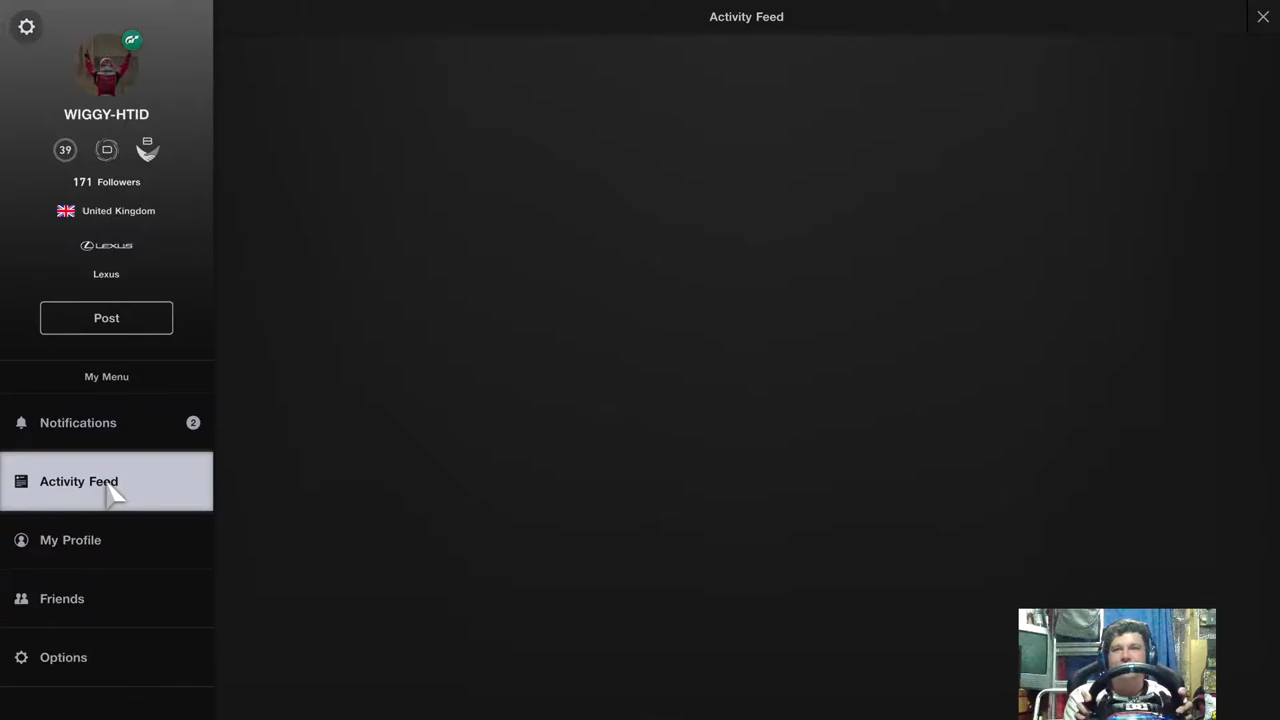 Activity Feed
WIGGY-HTID
39
D
B
171 Followers
United Kingdom
LEXUS
Lexus
Post
My Menu
Notifications 2
Activity Feed
My Profile
Friends
Options